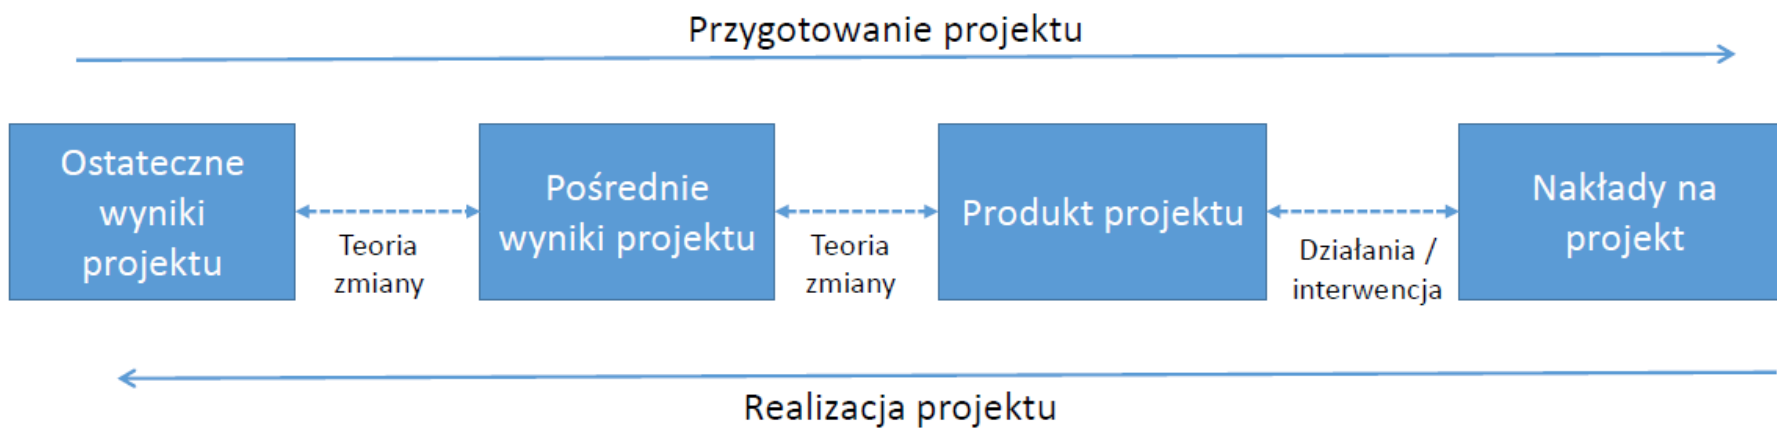 Przygotowanie projektu
Ostateczne
wyniki
projektu
Teoria
zmiany
Pośrednie
wyniki projektu
Teoria
zmiany
Produkt projektu
Działania /
interwencja
Nakłady na
projekt
Realizacja projektu